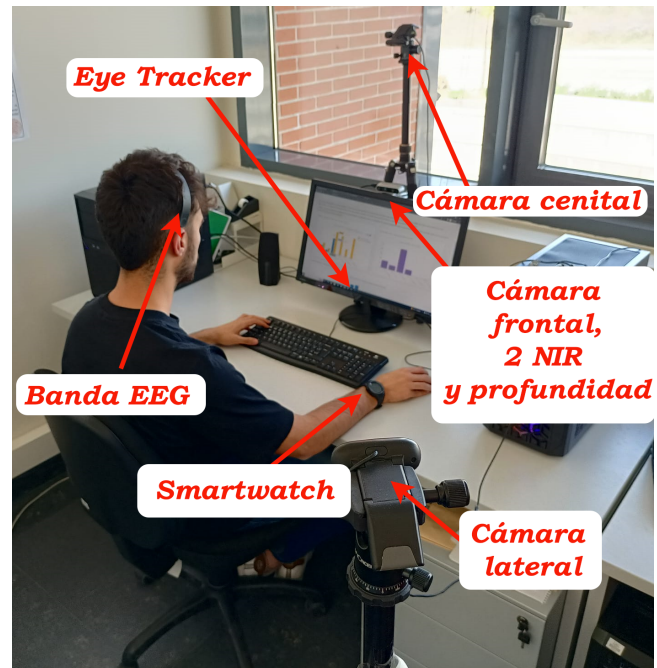 Eye Tracker
Cámara cenital
Cámara
frontal,
2 NIR
y profundidad
Banda EEG
Smartwatch
Cámara
lateral